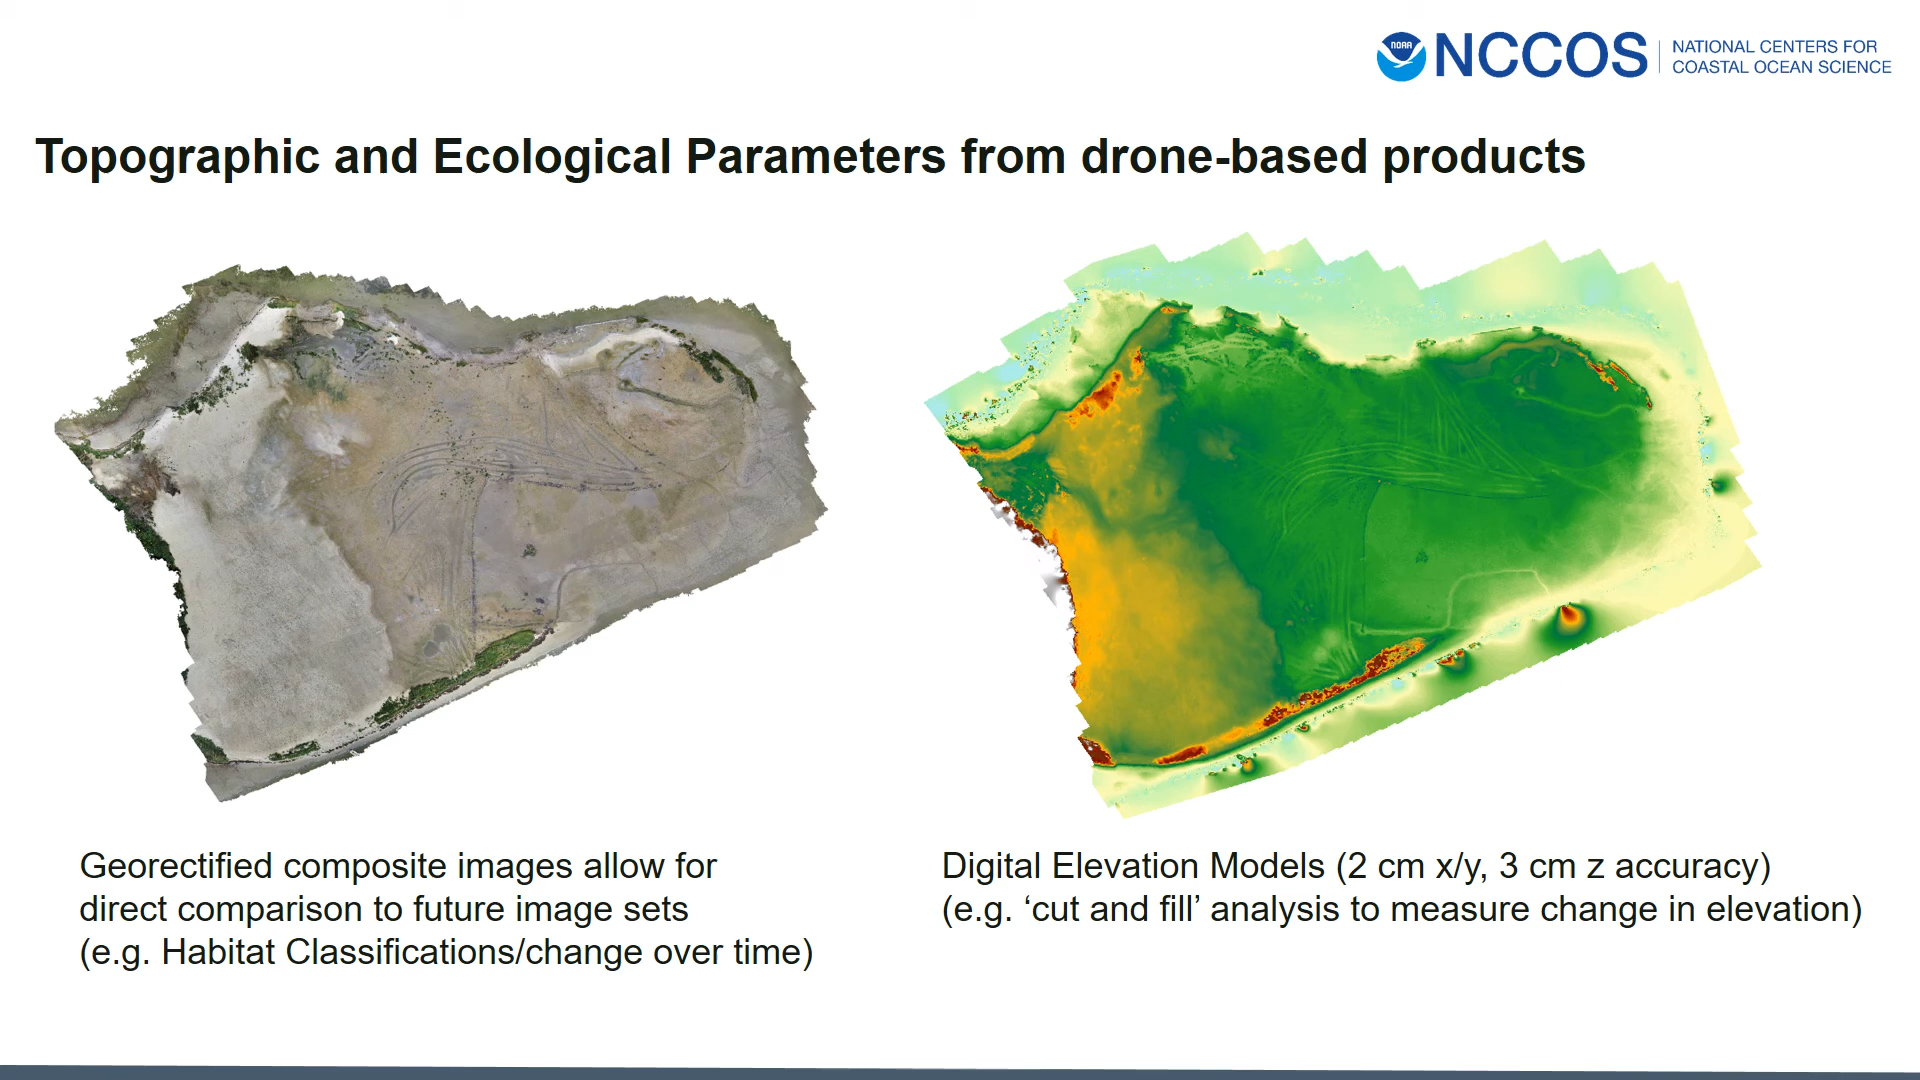 NOAA
NCCOS
NATIONAL CENTERS FOR
COASTAL OCEAN SCIENCE
Topographic and Ecological Parameters from drone-based products
Georectified composite images allow for
direct comparison to future image sets
(e.g. Habitat Classifications/change over time)
Digital Elevation Models (2 cm x/y, 3 cm z accuracy)
(e.g. ‘cut and fill’ analysis to measure change in elevation)